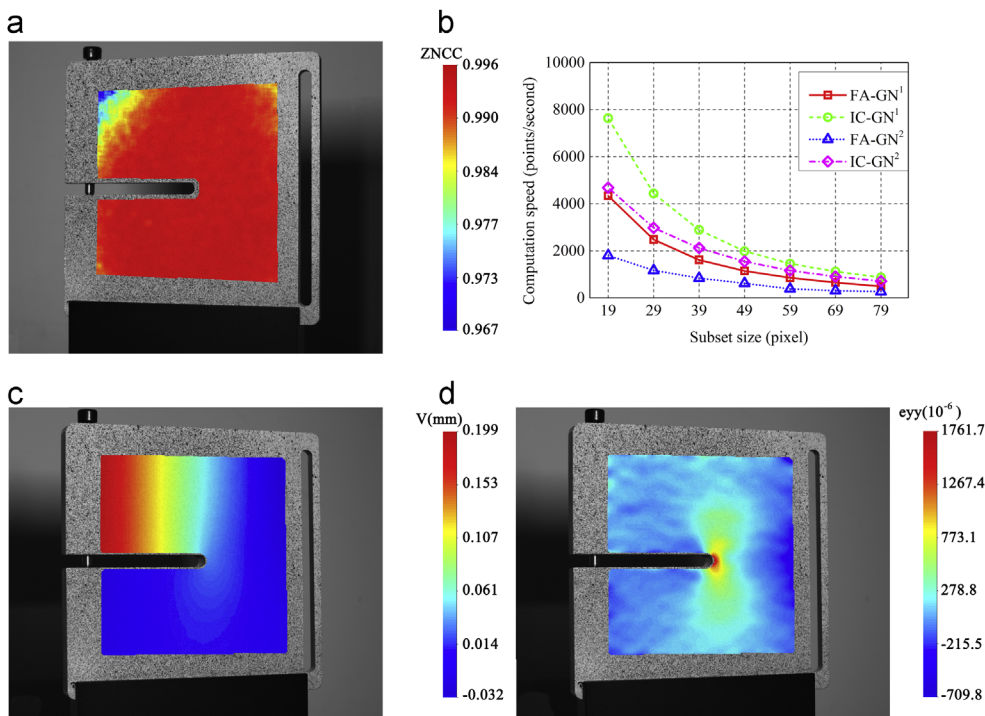 a
ZNCC
0.996
0.990
0.984
0.977
0.973
0.967
b
Computation speed (points/second)
10000
8000
6000
4000
2000
0
19 29 39 49 59 69 79
Subset size (pixel)
FA-GN¹
IC-GN¹
FA-GN²
IC-GN²
c
V(mm)
0.199
0.153
0.107
0.061
0.014
-0.032
d
eyy(10⁻⁶)
1761.7
1267.4
773.1
278.8
-215.5
-709.8